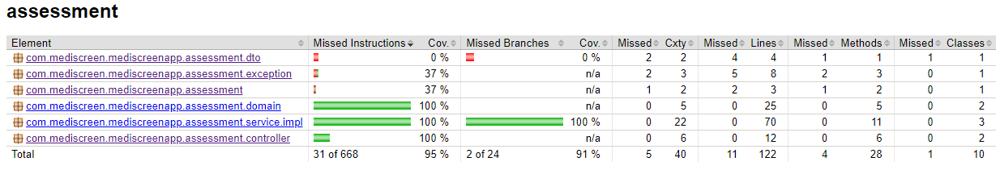 assessment
Element Missed Instructions Cov. Missed Branches Cov. Missed Cxty Missed Lines Missed Methods Missed Classes
com.mediscreen.mediscreenapp.assessment.dto 0 % 0 % 2 2 4 4 1 1 1 1
com.mediscreen.mediscreenapp.assessment.exception 37 % n/a 2 3 5 8 2 3 0 1
com.mediscreen.mediscreenapp.assessment 37 % n/a 1 2 2 3 1 2 0 1
com.mediscreen.mediscreenapp.assessment.domain 100 % n/a 0 5 0 25 0 5 0 2
com.mediscreen.mediscreenapp.assessment.service.impl 100 % 100 % 0 22 0 70 0 11 0 3
com.mediscreen.mediscreenapp.assessment.controller 100 % n/a 0 6 0 12 0 6 0 2
Total 31 of 668 95 % 2 of 24 91 % 5 40 11 122 4 28 1 10